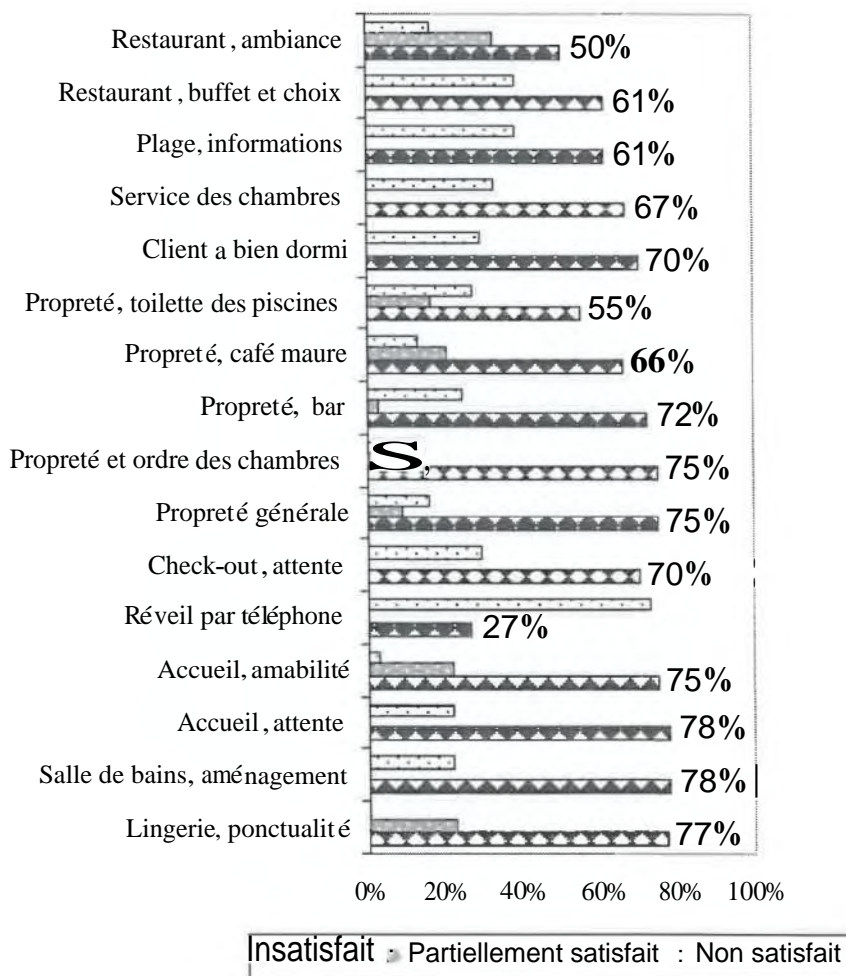 Restaurant, ambiance 50%
Restaurant, buffet et choix 61%
Plage, informations 61%
Service des chambres 67%
Client a bien dormi 70%
Propreté, toilette des piscines 55%
Propreté, café maure 66%
Propreté, bar 72%
Propreté et ordre des chambres S, 75%
Propreté générale 75%
Check-out, attente 70%
Réveil par téléphone 27%
Accueil, amabilité 75%
Accueil, attente 78%
Salle de bains, aménagement 78%
Lingerie, ponctualité 77%
0% 20% 40% 60% 80% 100%
Insatisfait Partiellement satisfait : Non satisfait